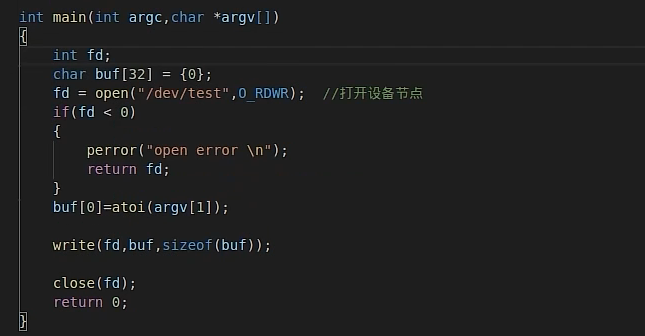 int main(int argc,char *argv[])
{
    int fd;
    char buf[32] = {0};
    fd = open("/dev/test",O_RDWR);  //打开设备节点
    if(fd < 0)
    {
        perror("open error \n");
        return fd;
    }
    buf[0]=atoi(argv[1]);

    write(fd,buf,sizeof(buf));

    close(fd);
    return 0;
}